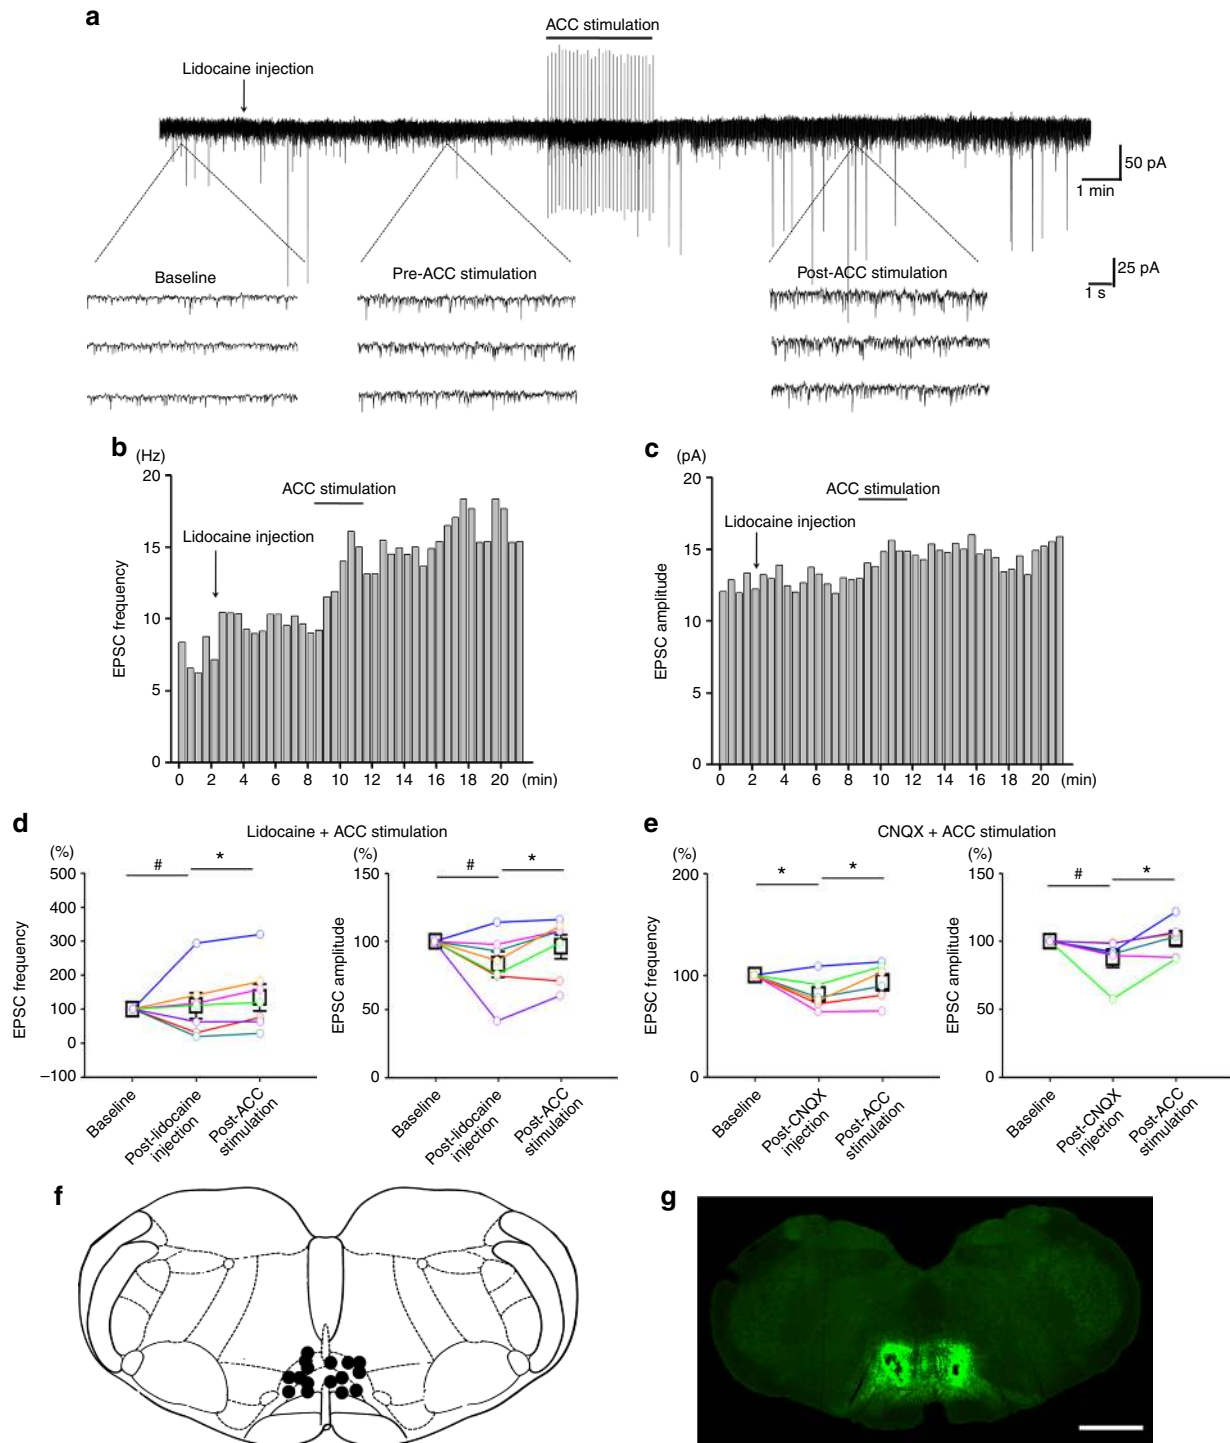 a
ACC stimulation
Lidocaine injection
50 pA
1 min
Baseline
Pre-ACC stimulation
Post-ACC stimulation
25 pA
1 s
b
(Hz)
20
15
10
5
0
EPSC frequency
ACC stimulation
Lidocaine injection
0 2 4 6 8 10 12 14 16 18 20 (min)
c
(pA)
20
15
10
5
0
EPSC amplitude
ACC stimulation
Lidocaine injection
0 2 4 6 8 10 12 14 16 18 20 (min)
d
Lidocaine + ACC stimulation
(%)
500
400
300
200
100
0
−100
EPSC frequency
# *
Baseline
Post-lidocaine injection
Post-ACC stimulation
(%)
150
100
50
0
EPSC amplitude
# *
Baseline
Post-lidocaine injection
Post-ACC stimulation
e
CNQX + ACC stimulation
(%)
200
100
0
EPSC frequency
* *
Baseline
Post-CNQX injection
Post-ACC stimulation
(%)
150
100
50
0
EPSC amplitude
# *
Baseline
Post-CNQX injection
Post-ACC stimulation
f
g